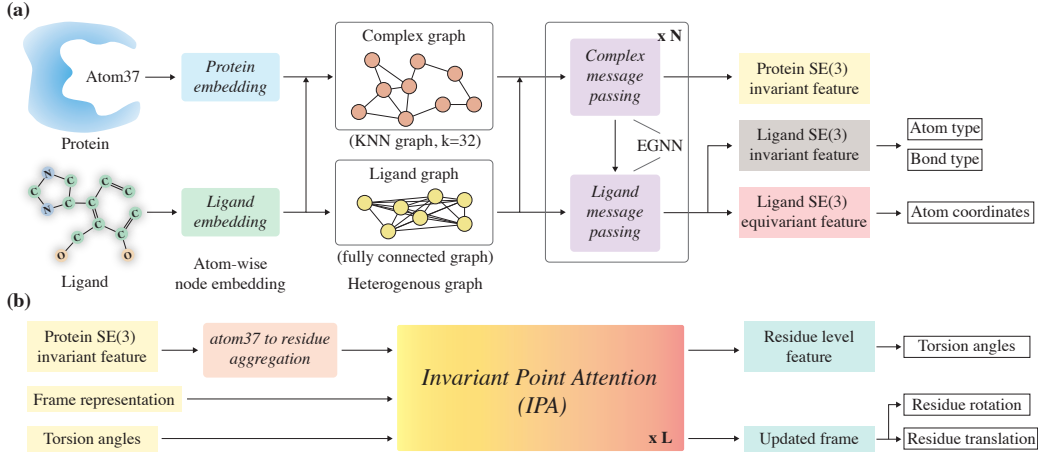 (a)
Atom37
Protein
Protein
embedding
Complex graph
(KNN graph, k=32)
x N
Complex
message
passing
EGNN
Protein SE(3)
invariant feature
Ligand SE(3)
invariant feature
Atom type
Bond type
N
C
C
N
C
C
C
C
C
C
C
C
C
C
O
O
Ligand
Ligand
embedding
Atom-wise
node embedding
Ligand graph
(fully connected graph)
Heterogenous graph
Ligand
message
passing
Ligand SE(3)
equivariant feature
Atom coordinates
(b)
Protein SE(3)
invariant feature
atom37 to residue
aggregation
Frame representation
Torsion angles
Invariant Point Attention
(IPA)
x L
Residue level
feature
Torsion angles
Updated frame
Residue rotation
Residue translation